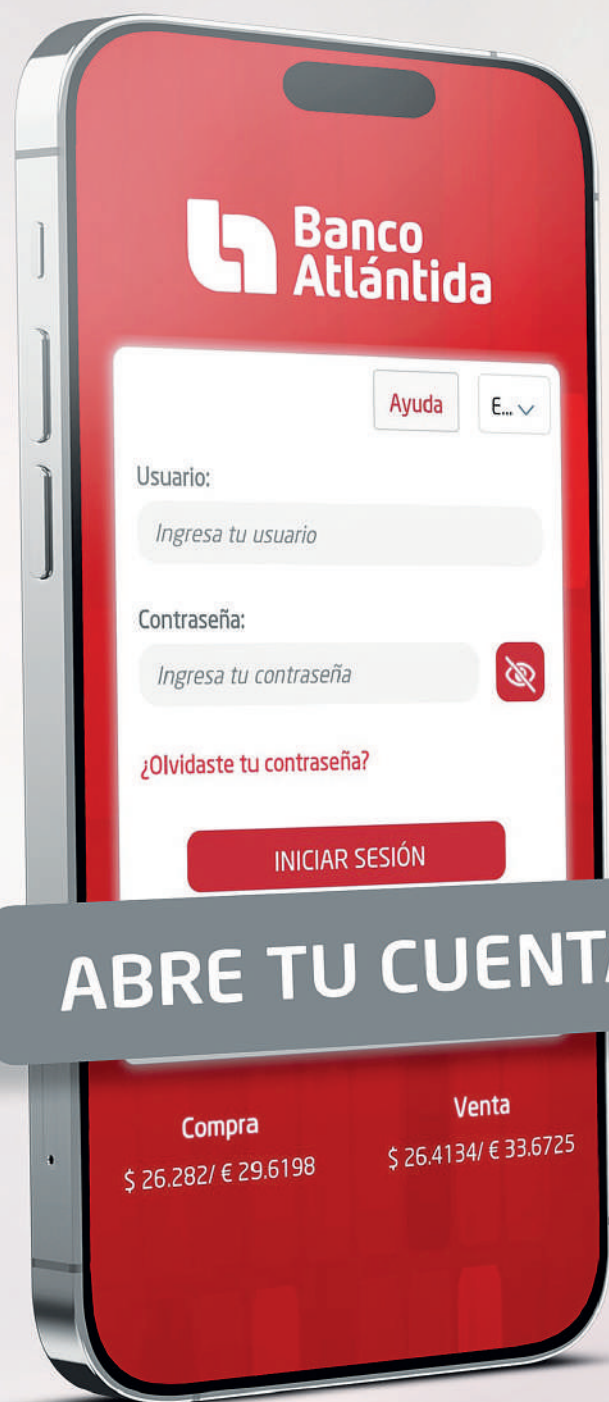 Banco
Atlántida
Ayuda
E...
Usuario:
Ingresa tu usuario
Contraseña:
Ingresa tu contraseña
¿Olvidaste tu contraseña?
INICIAR SESIÓN
ABRE TU CUENTA
Compra
Venta
$ 26.282/ € 29.6198
$ 26.4134/ € 33.6725